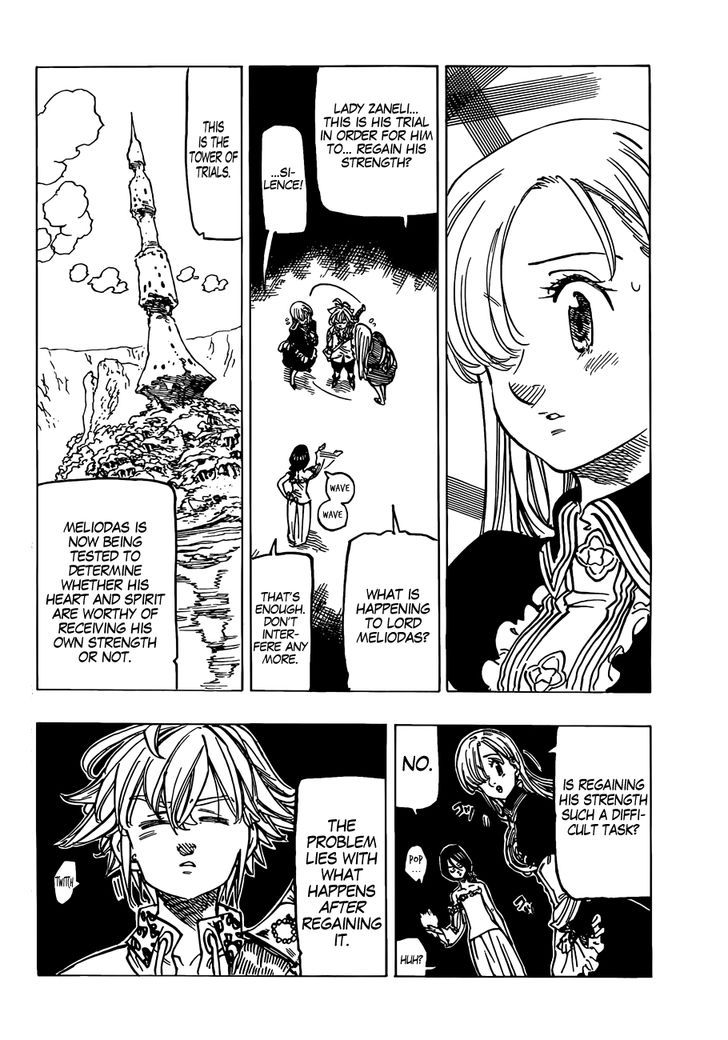 LADY ZANELI...
THIS IS HIS TRIAL
IN ORDER FOR HIM
TO... REGAIN HIS
STRENGTH?
...SI-
LENCE!
WAVE
WAVE
WHAT IS
HAPPENING
TO LORD
MELIODAS?
THAT'S
ENOUGH.
DON'T
INTER-
FERE ANY
MORE.
THIS
IS THE
TOWER OF
TRIALS.
MELIODAS IS
NOW BEING
TESTED TO
DETERMINE
WHETHER HIS
HEART AND SPIRIT
ARE WORTHY OF
RECEIVING HIS
OWN STRENGTH
OR NOT.
IS REGAINING
HIS STRENGTH
SUCH A DIFFI-
CULT TASK?
NO.
POP
...
HUH?
THE
PROBLEM
LIES WITH
WHAT
HAPPENS
AFTER
REGAINING
IT.
TWITCH